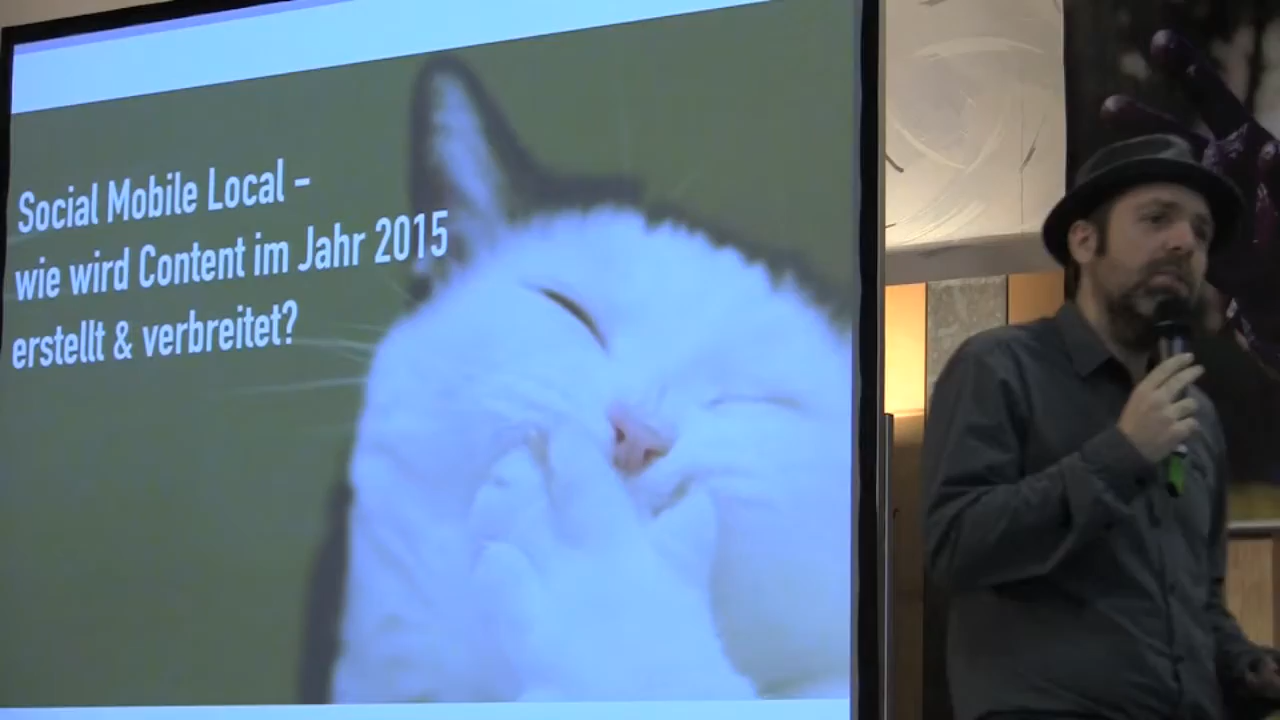 Social Mobile Local –
wie wird Content im Jahr 2015
erstellt & verbreitet?